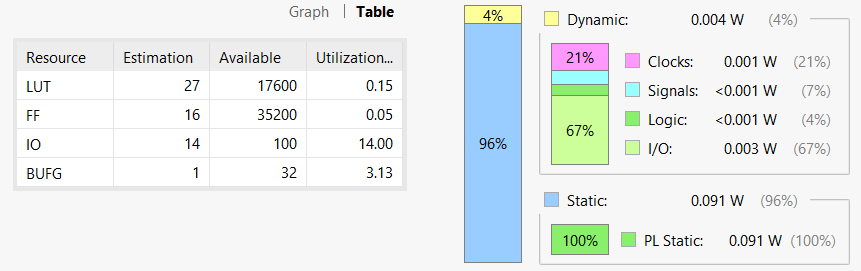 Graph | Table
Resource Estimation Available Utilization...
LUT 27 17600 0.15
FF 16 35200 0.05
IO 14 100 14.00
BUFG 1 32 3.13
4%
96%
Dynamic: 0.004 W (4%)
21%
67%
Clocks: 0.001 W (21%)
Signals: <0.001 W (7%)
Logic: <0.001 W (4%)
I/O: 0.003 W (67%)
Static: 0.091 W (96%)
100%
PL Static: 0.091 W (100%)